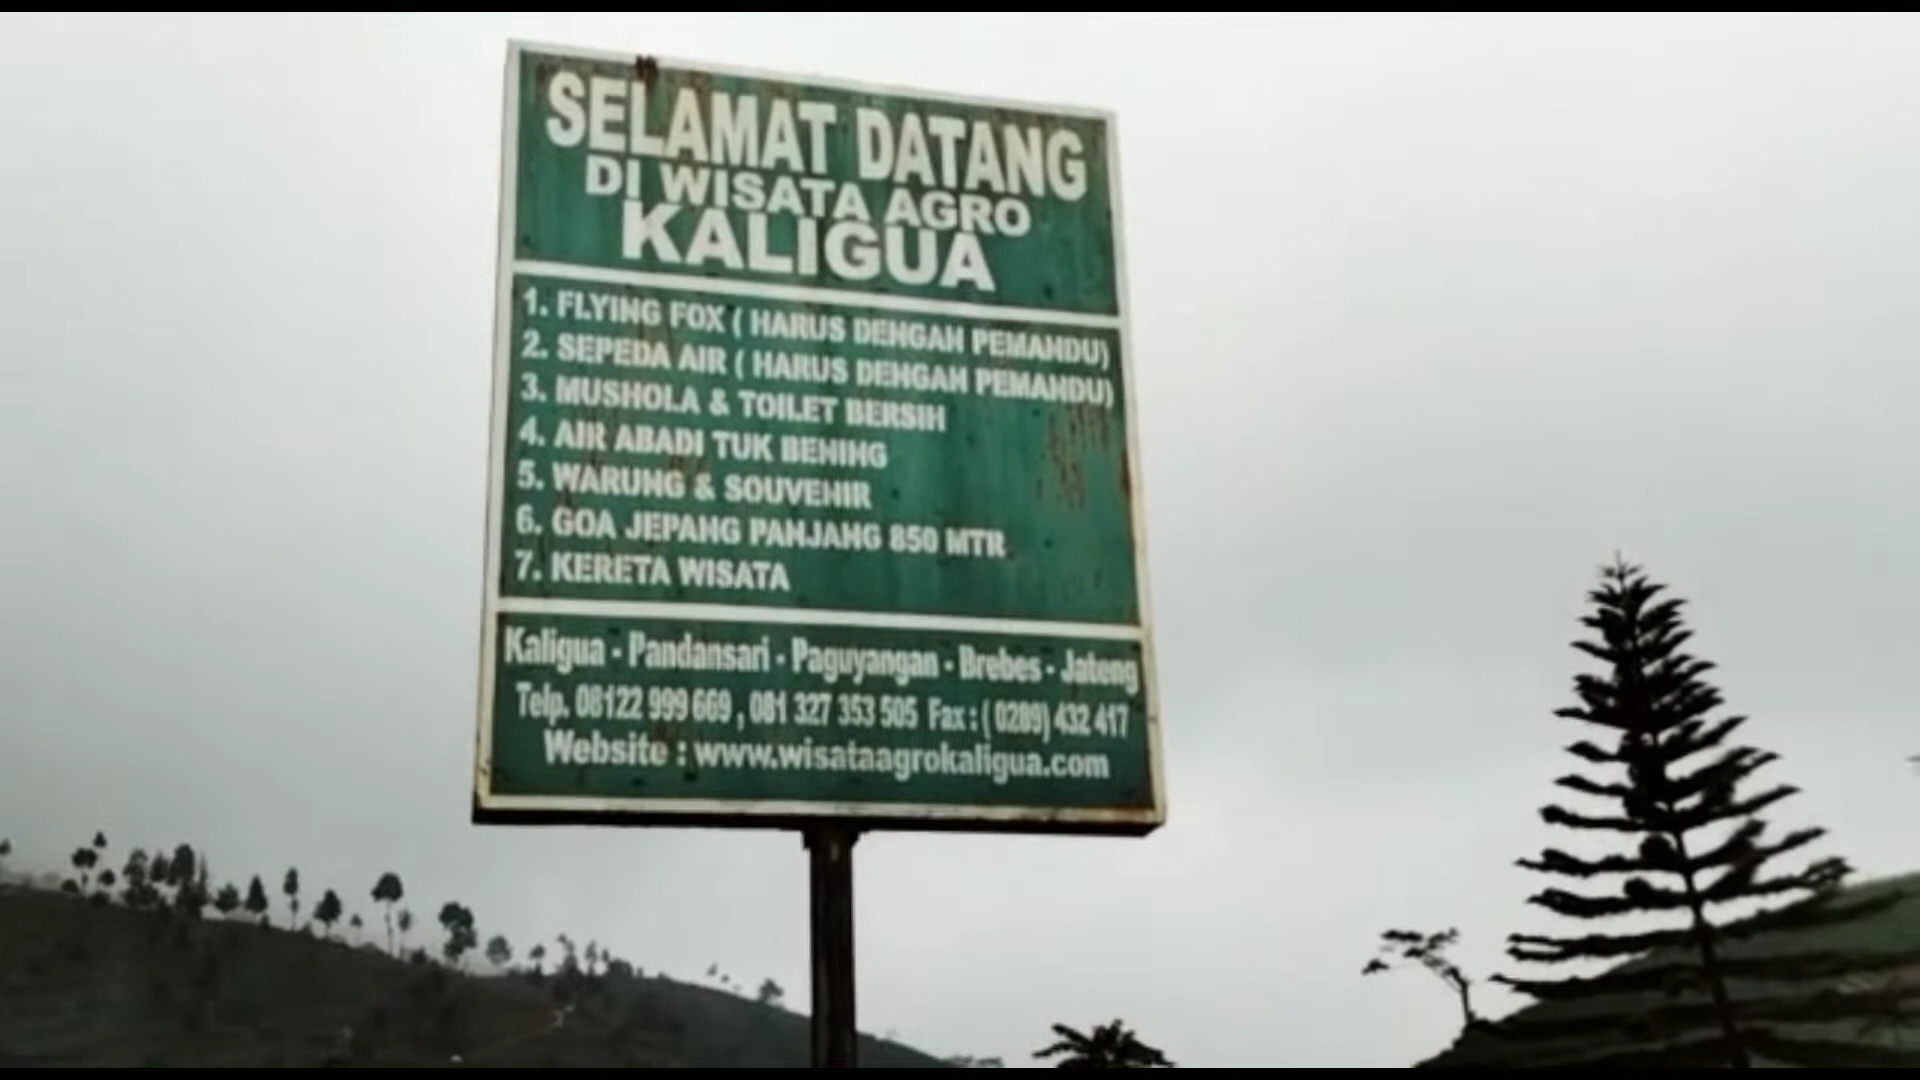 SELAMAT DATANG
DI WISATA AGRO
KALIGUA
1. FLYING FOX ( HARUS DENGAN PEMANDU)
2. SEPEDA AIR ( HARUS DENGAN PEMANDU)
3. MUSHOLA & TOILET BERSIH
4. AIR ABADI TUK BENING
5. WARUNG & SOUVENIR
6. GOA JEPANG PANJANG 850 MTR
7. KERETA WISATA
Kaligua - Pandansari - Paguyangan - Brebes - Jateng
Telp. 08122 999 669 , 081 327 353 505 Fax : ( 0289) 432 417
Website : www.wisataagrokaligua.com